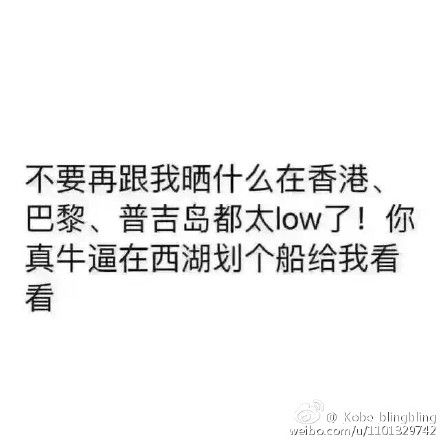 不要再跟我晒什么在香港、
巴黎、普吉岛都太low了！你
真牛逼在西湖划个船给我看
看
@_Kobe_blingbling_
weibo.com/u/1101329742